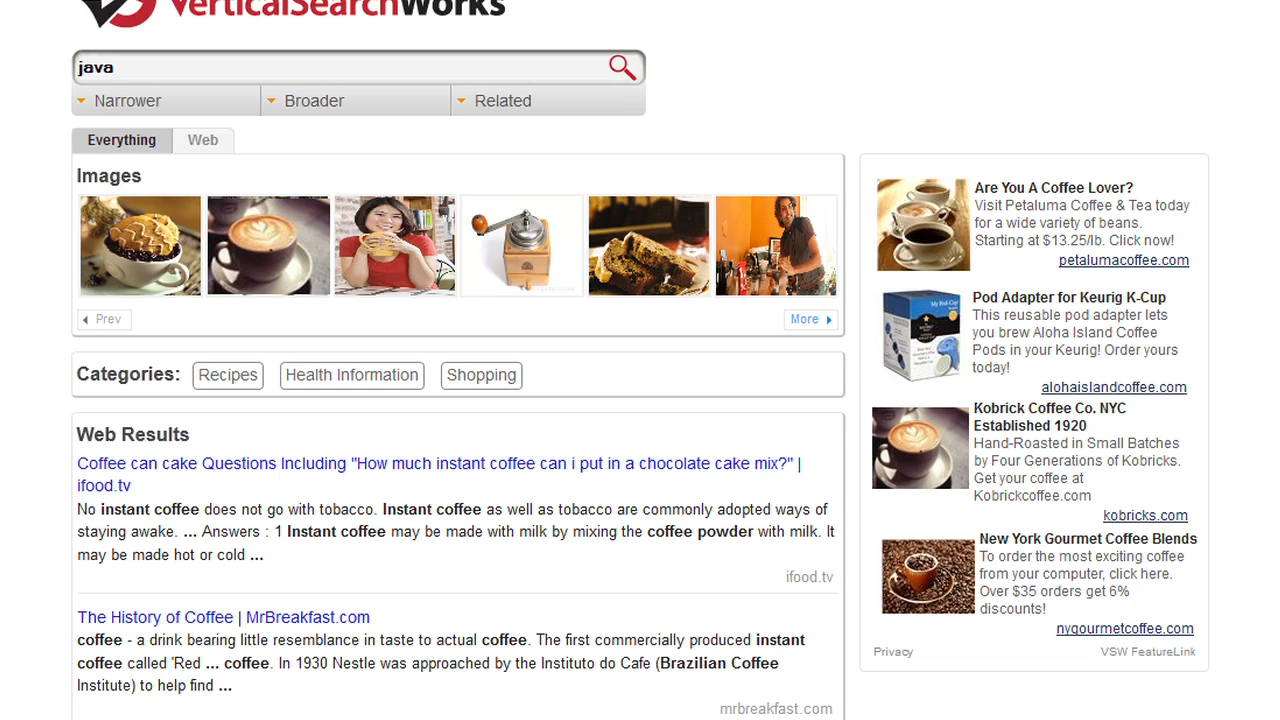 VerticalSearchWorks
java
Narrower Broader Related
Everything Web
Images
Prev More
Categories: Recipes Health Information Shopping
Web Results
Coffee can cake Questions Including "How much instant coffee can i put in a chocolate cake mix?" |
ifood.tv
No instant coffee does not go with tobacco. Instant coffee as well as tobacco are commonly adopted ways of
staying awake. ... Answers : 1 Instant coffee may be made with milk by mixing the coffee powder with milk. It
may be made hot or cold ...
ifood.tv
The History of Coffee | MrBreakfast.com
coffee - a drink bearing little resemblance in taste to actual coffee. The first commercially produced instant
coffee called 'Red ... coffee. In 1930 Nestle was approached by the Instituto do Cafe (Brazilian Coffee
Institute) to help find ...
mrbreakfast.com
Are You A Coffee Lover?
Visit Petaluma Coffee & Tea today
for a wide variety of beans.
Starting at $13.25/lb. Click now!
petalumacoffee.com
Pod Adapter for Keurig K-Cup
This reusable pod adapter lets
you brew Aloha Island Coffee
Pods in your Keurig! Order yours
today!
alohaislandcoffee.com
Kobrick Coffee Co. NYC
Established 1920
Hand-Roasted in Small Batches
by Four Generations of Kobricks.
Get your coffee at
Kobrickcoffee.com
kobricks.com
New York Gourmet Coffee Blends
To order the most exciting coffee
from your computer, click here.
Over $35 orders get 6%
discounts!
nygourmetcoffee.com
Privacy VSW FeatureLink